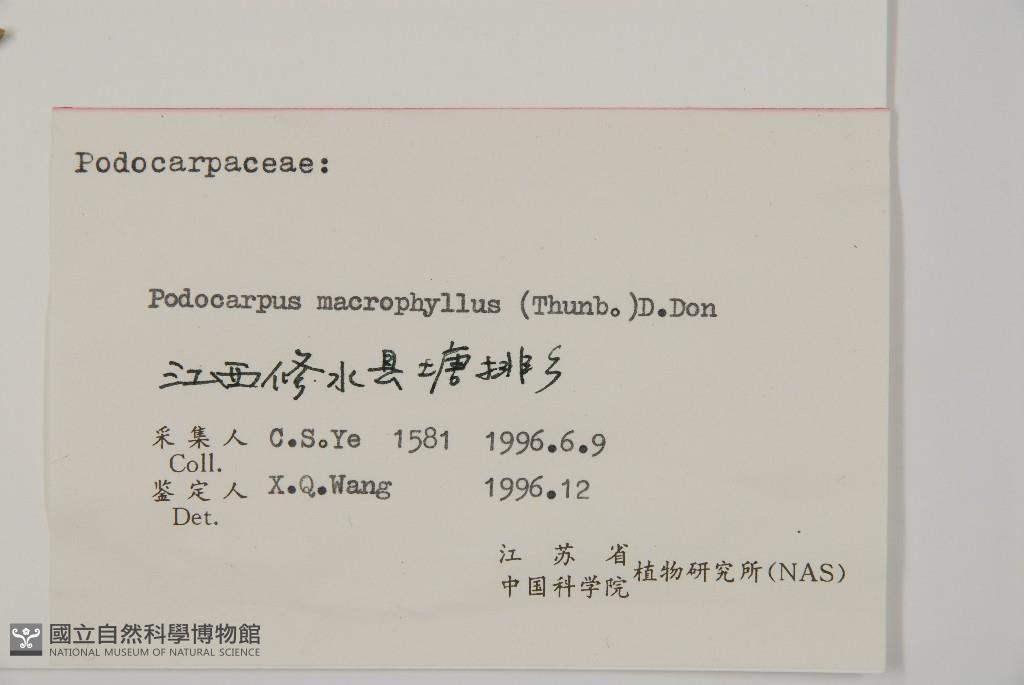 Podocarpaceae:
Podocarpus macrophyllus (Thunb.)D.Don
江西修水县塘排乡
采集人 C.S.Ye 1581 1996.6.9
Coll.
鉴定人 X.Q.Wang 1996.12
Det.
江苏省
中国科学院 植物研究所(NAS)
國立自然科學博物館
NATIONAL MUSEUM OF NATURAL SCIENCE